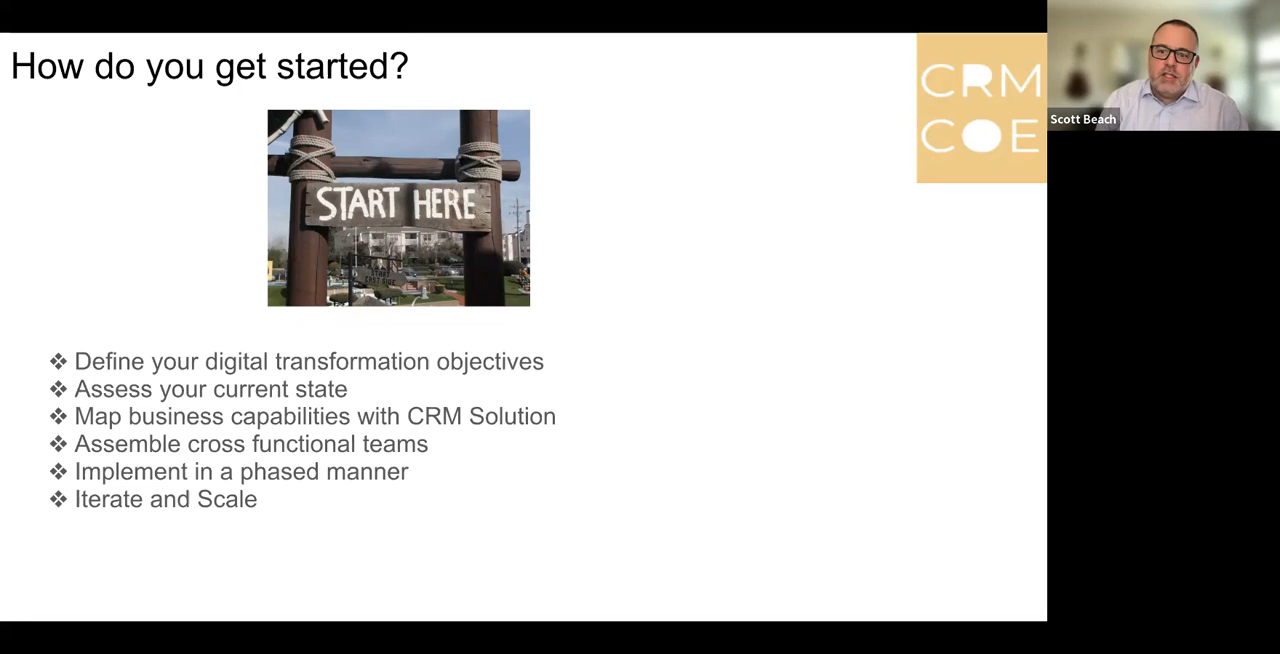 How do you get started?
CRM
COE
Scott Beach
START HERE
START
❖ Define your digital transformation objectives
❖ Assess your current state
❖ Map business capabilities with CRM Solution
❖ Assemble cross functional teams
❖ Implement in a phased manner
❖ Iterate and Scale